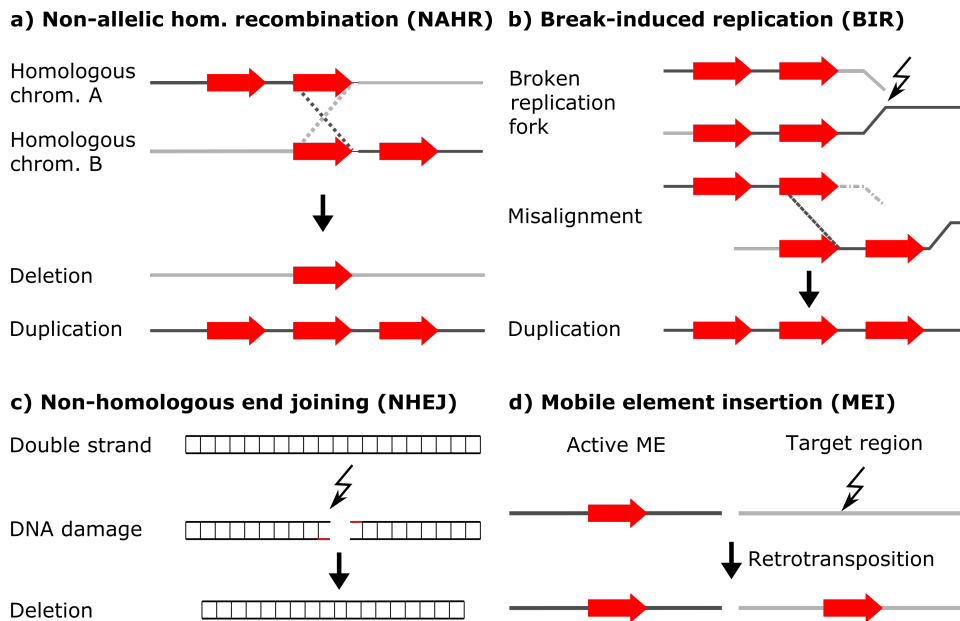 a) Non-allelic hom. recombination (NAHR)
Homologous
chrom. A
Homologous
chrom. B
Deletion
Duplication
b) Break-induced replication (BIR)
Broken
replication
fork
Misalignment
Duplication
c) Non-homologous end joining (NHEJ)
Double strand
DNA damage
Deletion
d) Mobile element insertion (MEI)
Active ME
Target region
Retrotransposition